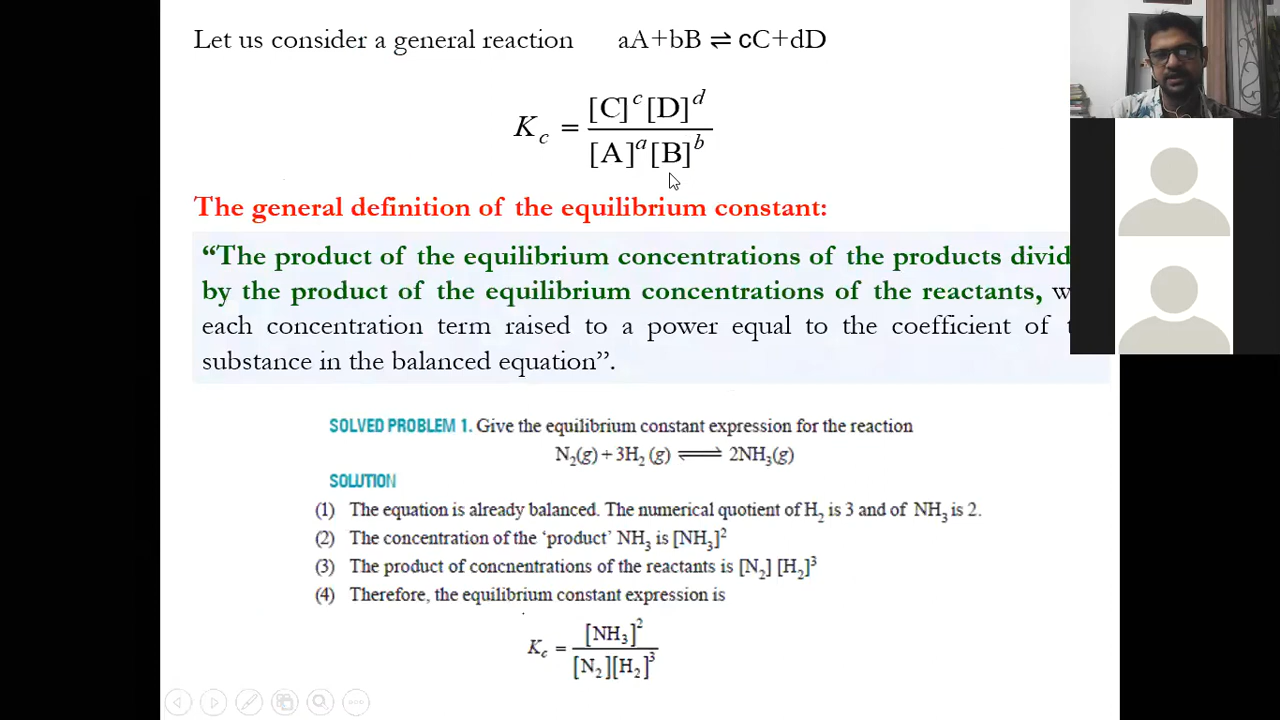 Let us consider a general reaction aA+bB ⇌ cC+dD
K_c = [C]^c [D]^d / [A]^a [B]^b
The general definition of the equilibrium constant:
“The product of the equilibrium concentrations of the products divid
by the product of the equilibrium concentrations of the reactants,
each concentration term raised to a power equal to the coefficient of
substance in the balanced equation”.
SOLVED PROBLEM 1. Give the equilibrium constant expression for the reaction
N₂(g) + 3H₂ (g) ⇌ 2NH₃(g)
SOLUTION
(1) The equation is already balanced. The numerical quotient of H₂ is 3 and of NH₃ is 2.
(2) The concentration of the ‘product’ NH₃ is [NH₃]²
(3) The product of concnentrations of the reactants is [N₂] [H₂]³
(4) Therefore, the equilibrium constant expression is
K_c = [NH₃]² / [N₂][H₂]³